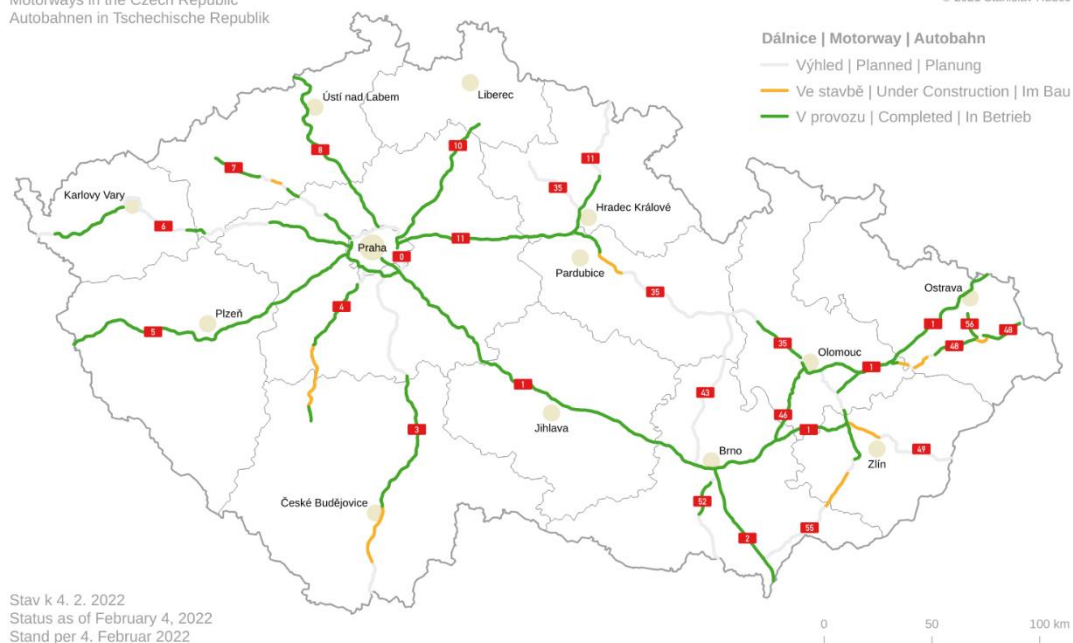 Motorways in the Czech Republic
Autobahnen in Tschechische Republik
Dálnice | Motorway | Autobahn
Výhled | Planned | Planung
Ve stavbě | Under Construction | Im Bau
V provozu | Completed | In Betrieb
Ústí nad Labem
Liberec
8
10
7
11
35
Karlovy Vary
6
Hradec Králové
Praha
11
0
Pardubice
35
4
Plzeň
5
Ostrava
1
56
48
48
35
Olomouc
1
1
43
3
Jihlava
46
1
Brno
49
Zlín
České Budějovice
52
2
55
Stav k 4. 2. 2022
Status as of February 4, 2022
Stand per 4. Februar 2022
0
50
100 km